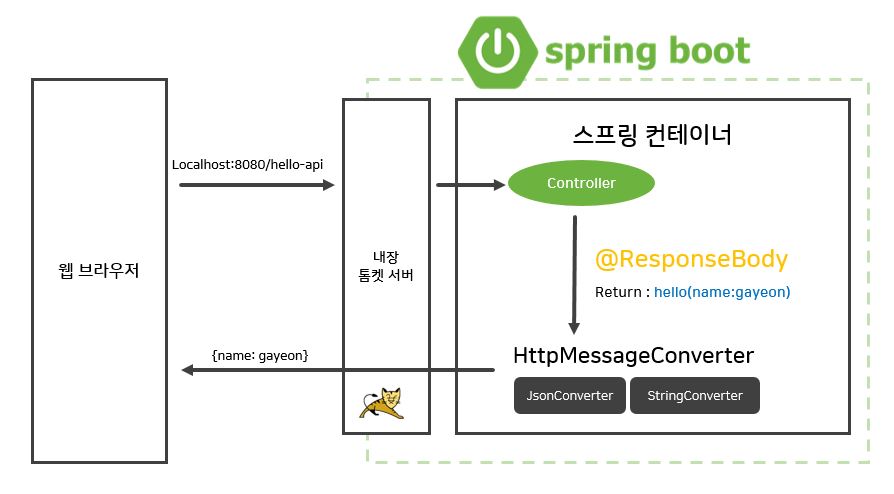 spring boot
스프링 컨테이너
Localhost:8080/hello-api
Controller
웹 브라우저
내장
톰켓 서버
@ResponseBody
Return : hello(name:gayeon)
{name: gayeon}
HttpMessageConverter
JsonConverter
StringConverter